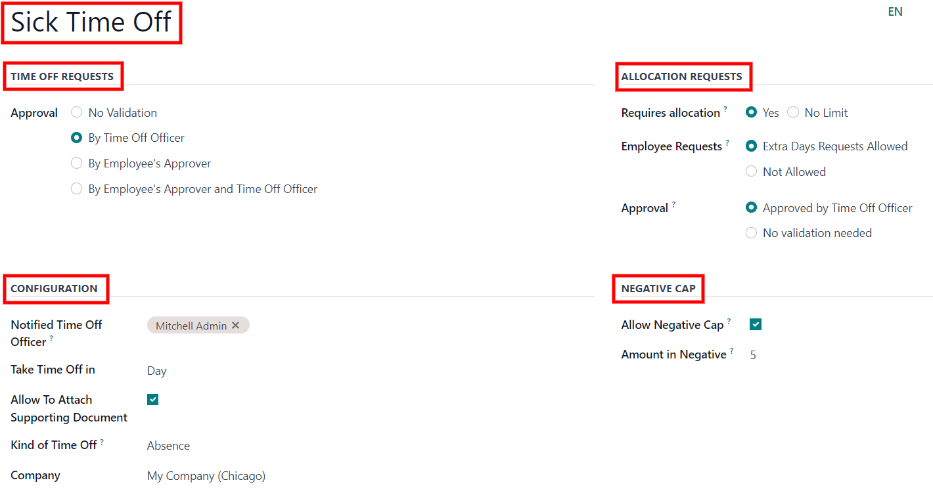 Sick Time Off
EN
TIME OFF REQUESTS
Approval
No Validation
By Time Off Officer
By Employee's Approver
By Employee's Approver and Time Off Officer
ALLOCATION REQUESTS
Requires allocation ?
Yes
No Limit
Employee Requests ?
Extra Days Requests Allowed
Not Allowed
Approval ?
Approved by Time Off Officer
No validation needed
CONFIGURATION
Notified Time Off
Officer ?
Mitchell Admin ×
Take Time Off in
Day
Allow To Attach
Supporting Document
Kind of Time Off ?
Absence
Company
My Company (Chicago)
NEGATIVE CAP
Allow Negative Cap ?
Amount in Negative ?
5